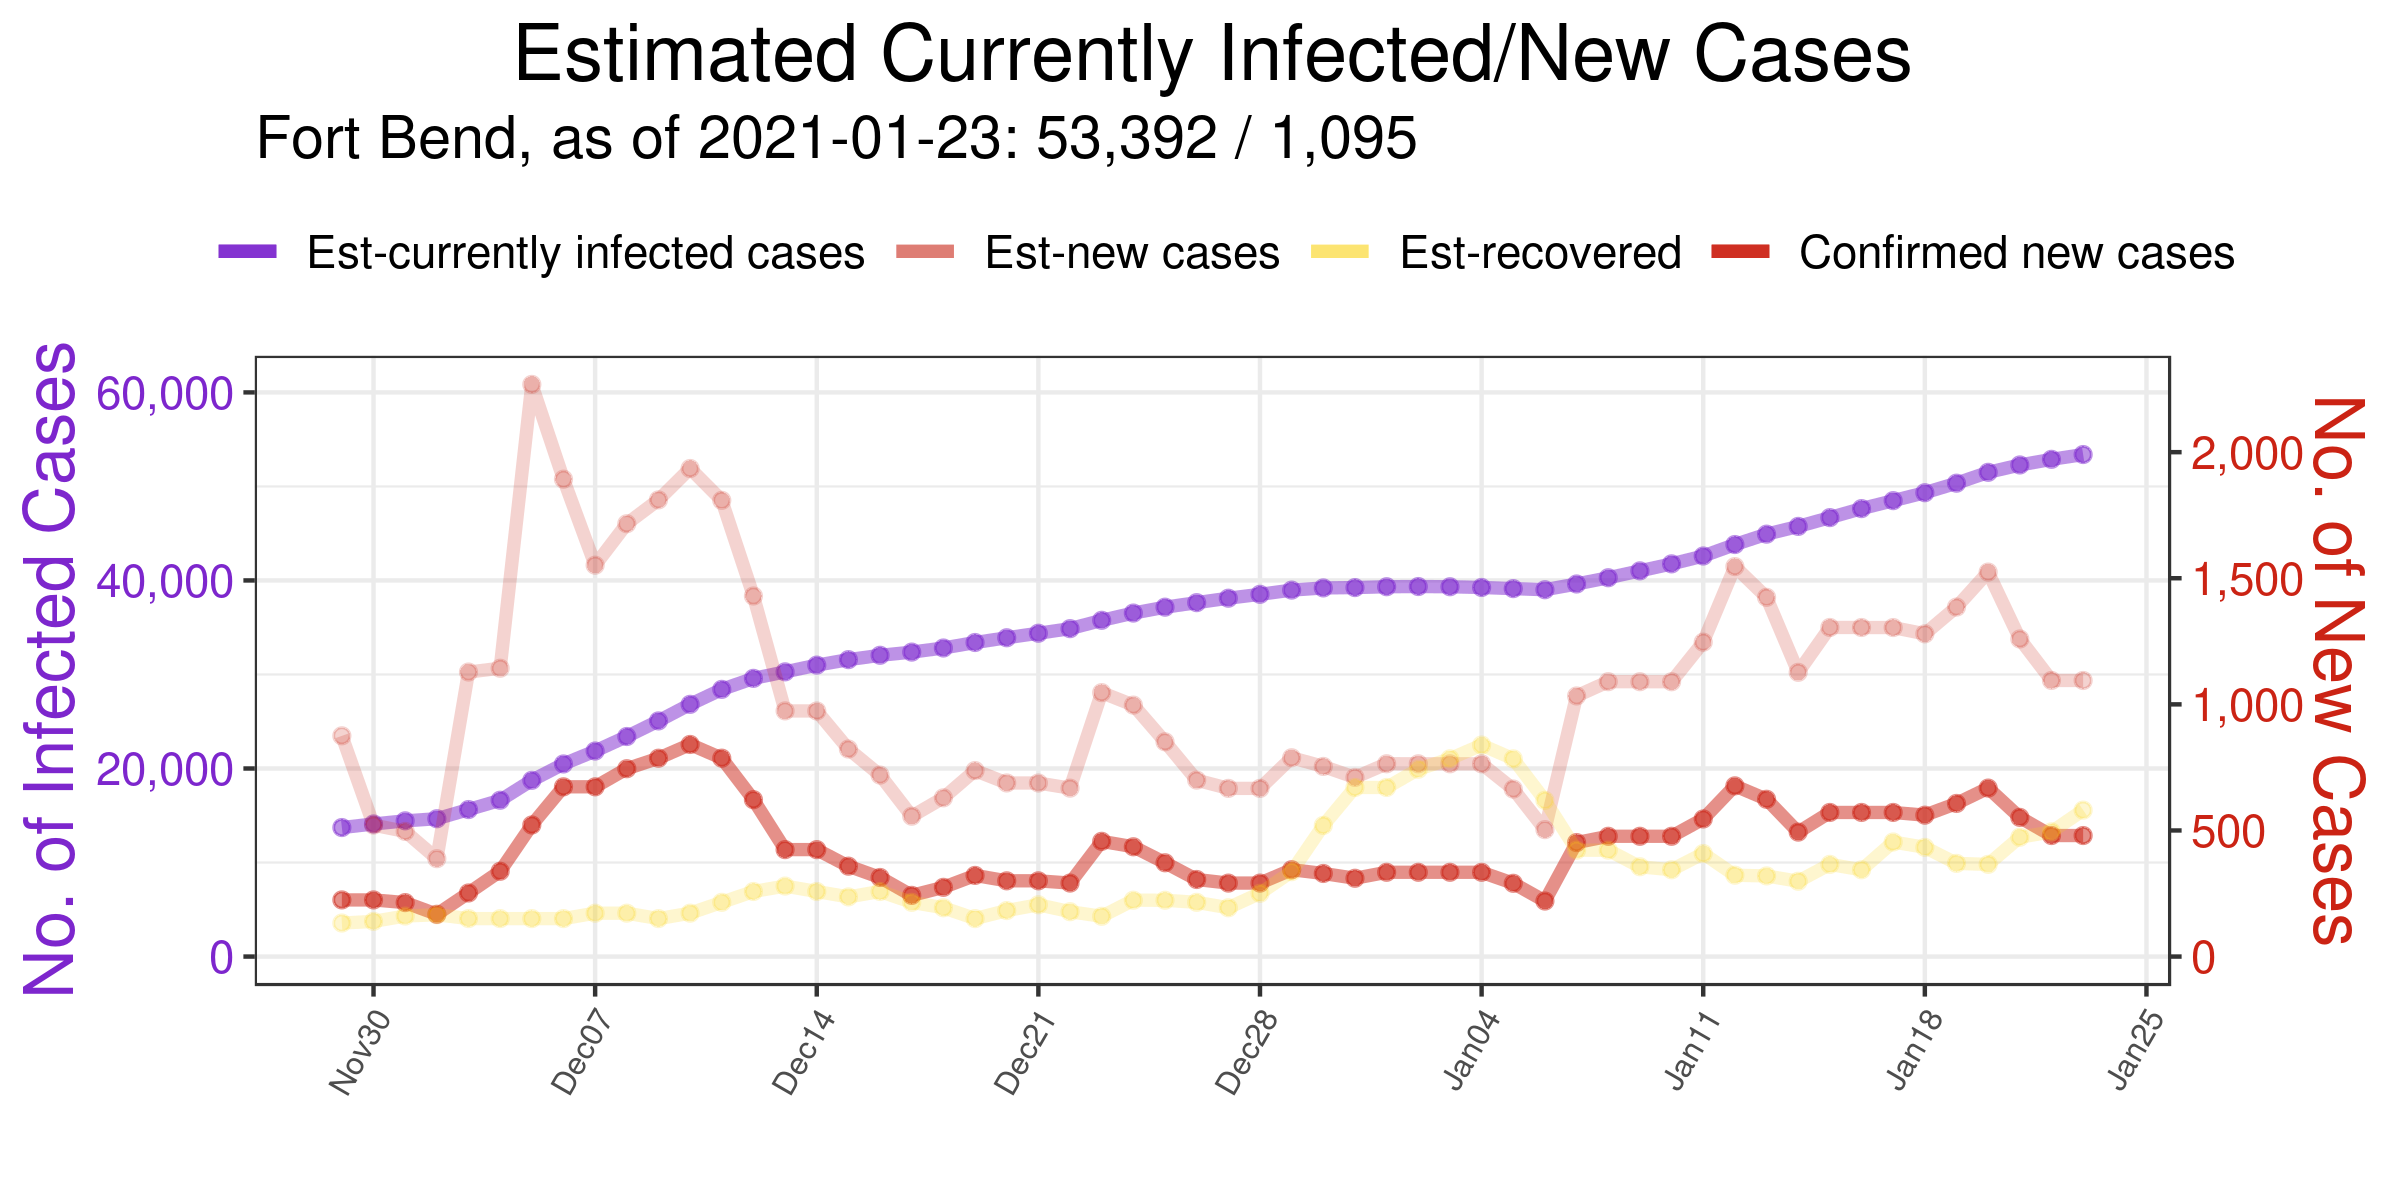 Estimated Currently Infected/New Cases
Fort Bend, as of 2021-01-23: 53,392 / 1,095
Est-currently infected cases Est-new cases Est-recovered Confirmed new cases
No. of Infected Cases
60,000
40,000
20,000
0
2,000
1,500
1,000
500
0
No. of New Cases
Nov30 Dec07 Dec14 Dec21 Dec28 Jan04 Jan11 Jan18 Jan25